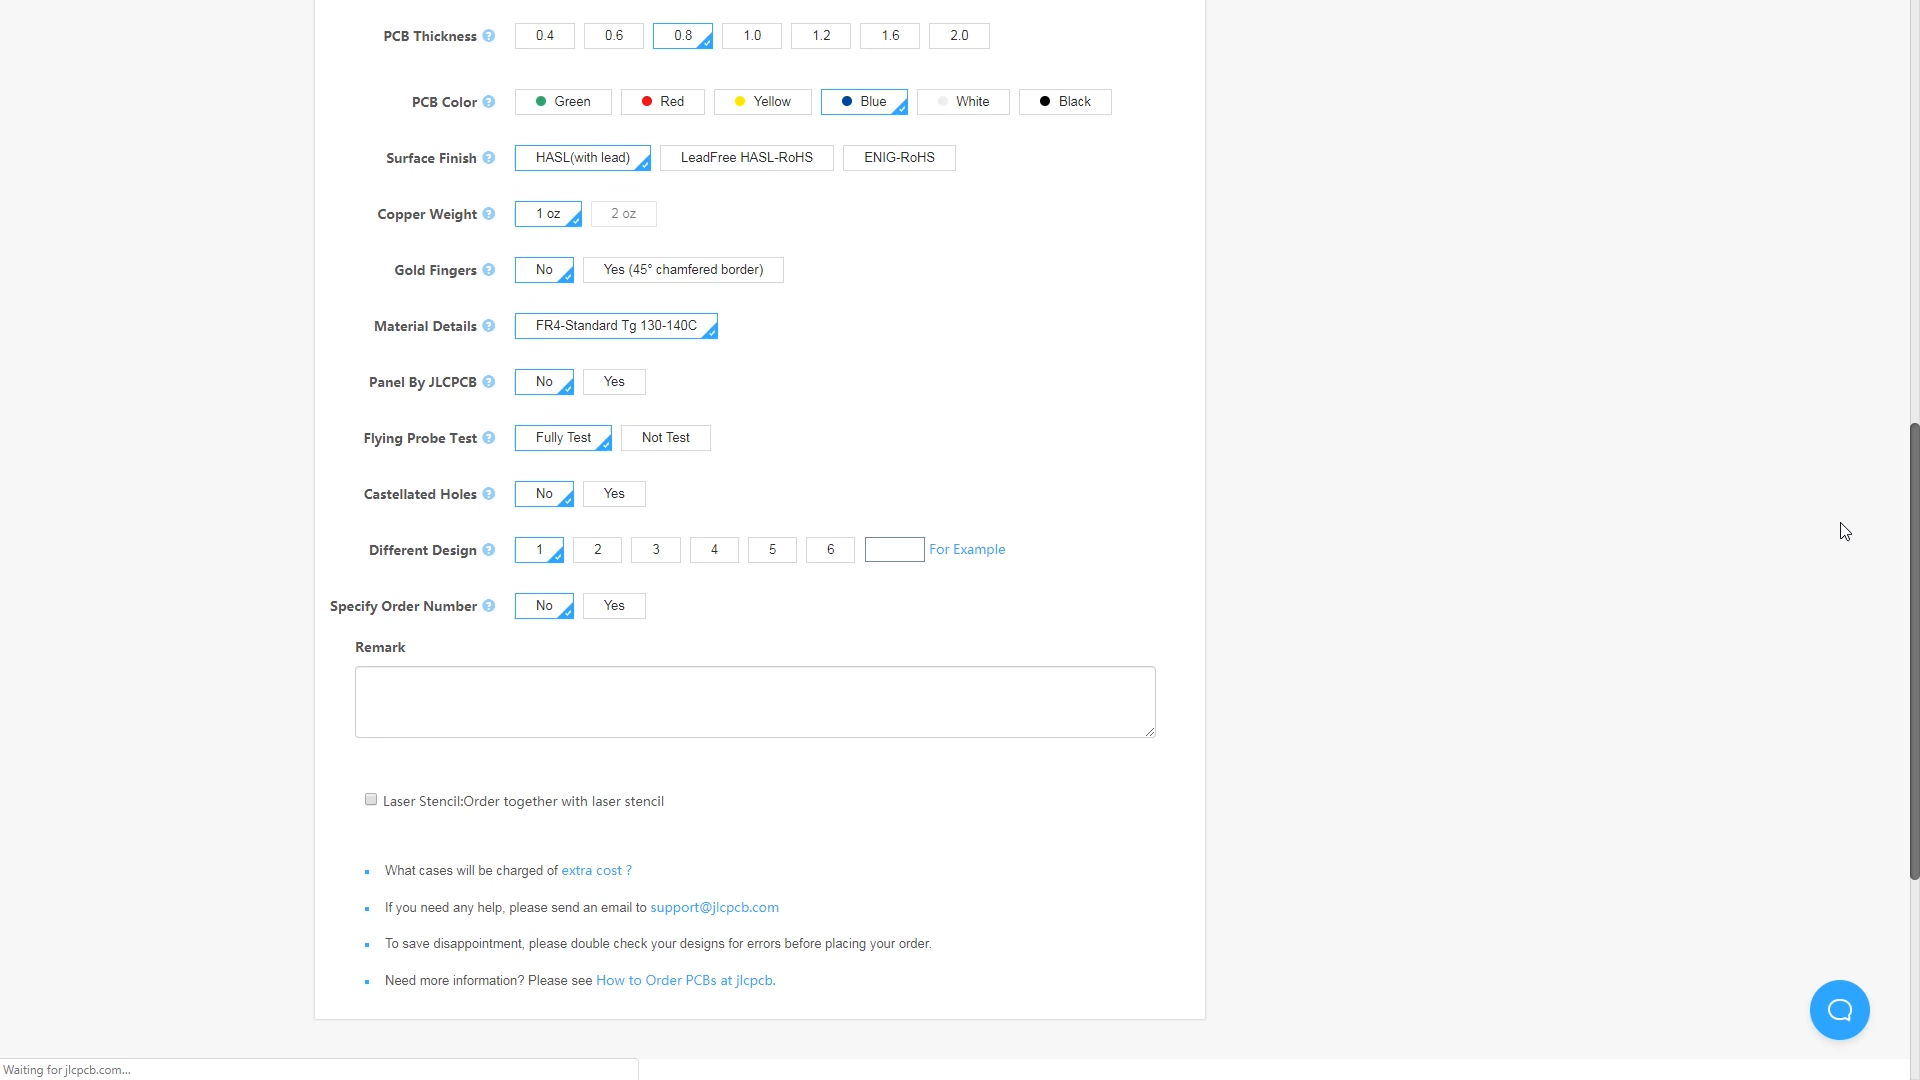 PCB Thickness ? 0.4 0.6 0.8 1.0 1.2 1.6 2.0
PCB Color ? Green Red Yellow Blue White Black
Surface Finish ? HASL(with lead) LeadFree HASL-RoHS ENIG-RoHS
Copper Weight ? 1 oz 2 oz
Gold Fingers ? No Yes (45° chamfered border)
Material Details ? FR4-Standard Tg 130-140C
Panel By JLCPCB ? No Yes
Flying Probe Test ? Fully Test Not Test
Castellated Holes ? No Yes
Different Design ? 1 2 3 4 5 6 For Example
Specify Order Number ? No Yes
Remark
Laser Stencil:Order together with laser stencil
What cases will be charged of extra cost ?
If you need any help, please send an email to support@jlcpcb.com
To save disappointment, please double check your designs for errors before placing your order.
Need more information? Please see How to Order PCBs at jlcpcb.
Waiting for jlcpcb.com...